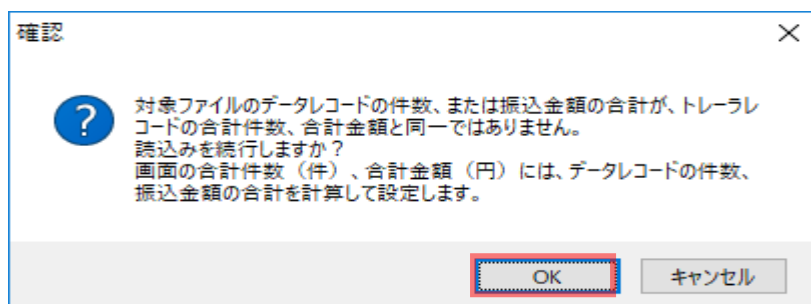 確認
対象ファイルのデータレコードの件数、または振込金額の合計が、トレーラレ
コードの合計件数、合計金額と同一ではありません。
読込みを続行しますか？
画面の合計件数（件）、合計金額（円）には、データレコードの件数、
振込金額の合計を計算して設定します。
OK
キャンセル